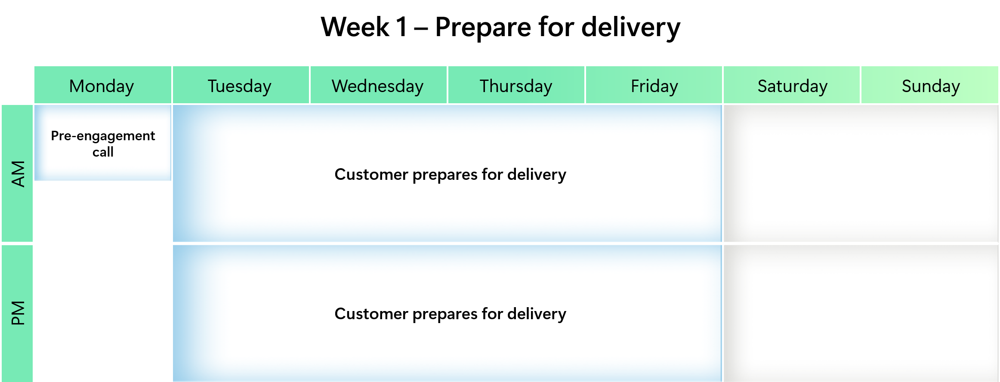 Week 1 – Prepare for delivery
Monday
Tuesday
Wednesday
Thursday
Friday
Saturday
Sunday
AM
Pre-engagement
call
Customer prepares for delivery
PM
Customer prepares for delivery